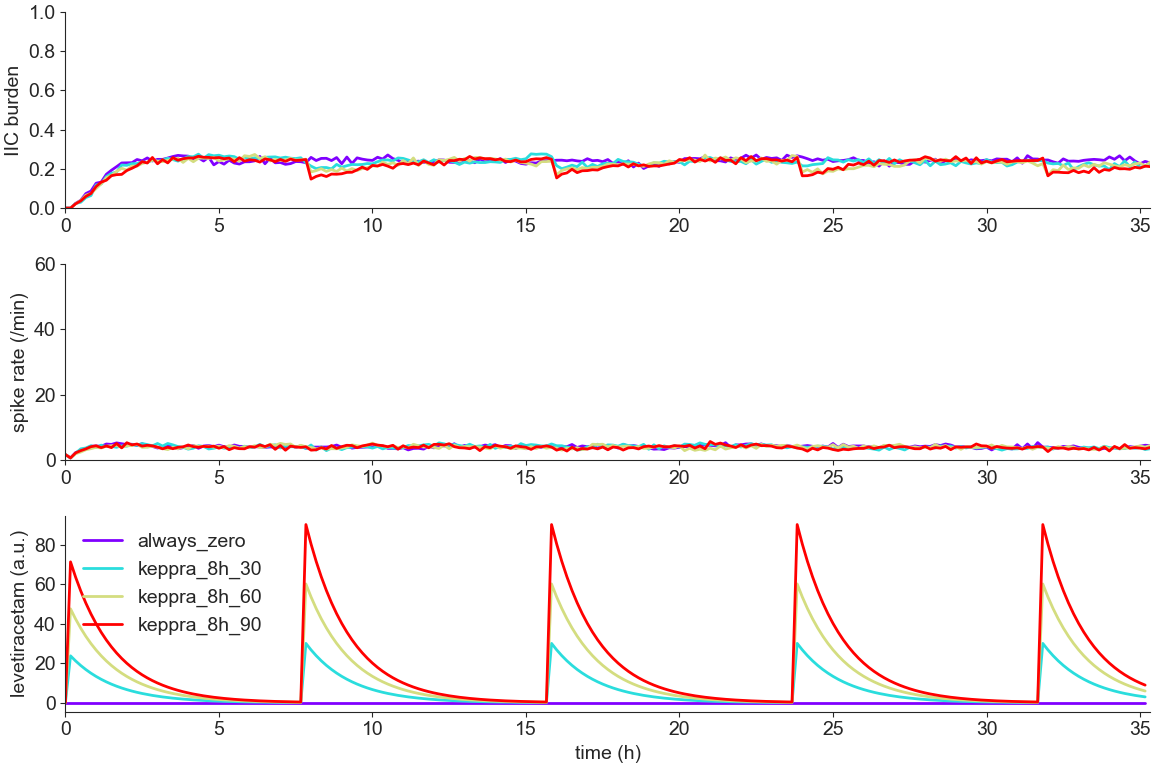 IIC burden
1.0
0.8
0.6
0.4
0.2
0.0
0 5 10 15 20 25 30 35
spike rate (/min)
60
40
20
0
0 5 10 15 20 25 30 35
levetiracetam (a.u.)
80
60
40
20
0
always_zero
keppra_8h_30
keppra_8h_60
keppra_8h_90
0 5 10 15 20 25 30 35
time (h)